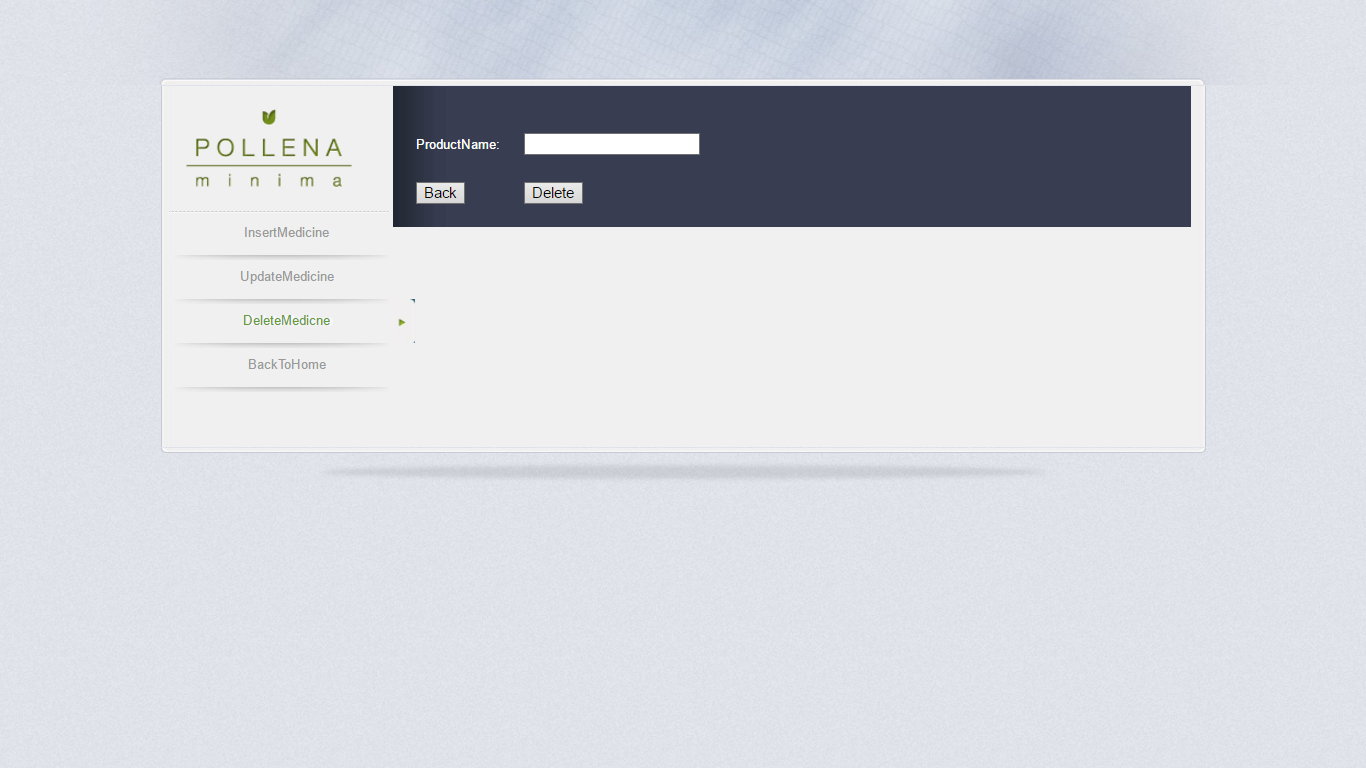 POLLENA
minima
InsertMedicine
UpdateMedicine
DeleteMedicne
BackToHome
ProductName:
Back Delete